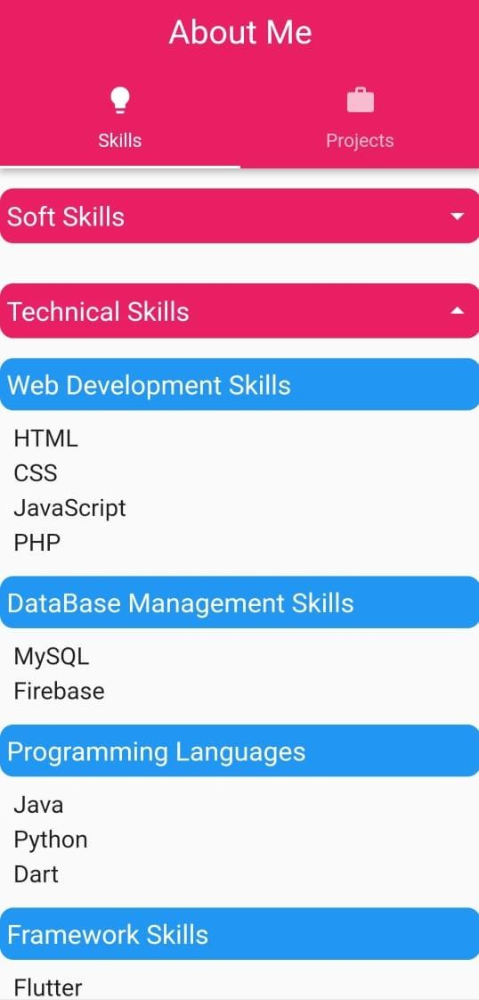 About Me
Skills
Projects
Soft Skills
Technical Skills
Web Development Skills
HTML
CSS
JavaScript
PHP
DataBase Management Skills
MySQL
Firebase
Programming Languages
Java
Python
Dart
Framework Skills
Flutter